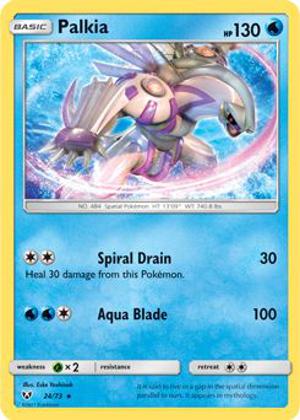 BASIC
Palkia
HP130
NO. 484 Spatial Pokémon HT: 13'09" WT: 740.8 lbs
Spiral Drain 30
Heal 30 damage from this Pokémon.
Aqua Blade 100
weakness ×2 resistance retreat
Illus. Eske Yoshinob
24/73 ★
It is said to live in a gap in the spatial dimension
parallel to ours. It appears in mythology.
©2017 Pokémon